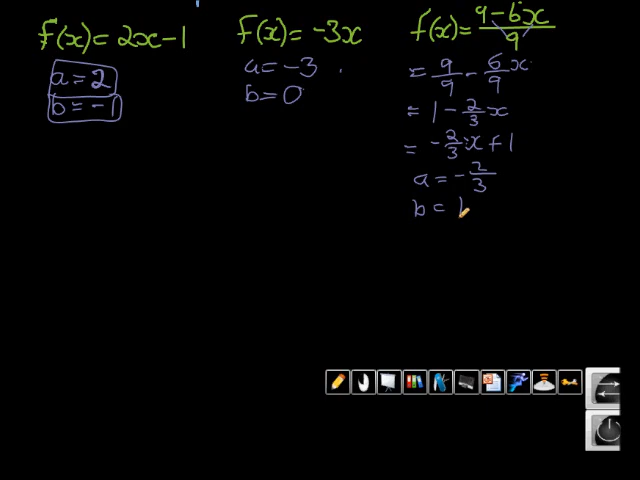 f(x) = 2x - 1
a = 2
b = -1
f(x) = -3x
a = -3
b = 0
f(x) = 9 - 6x / 9
= 9/9 - 6/9 x
= 1 - 2/3 x
= -2/3 x + 1
a = -2/3
b = 1